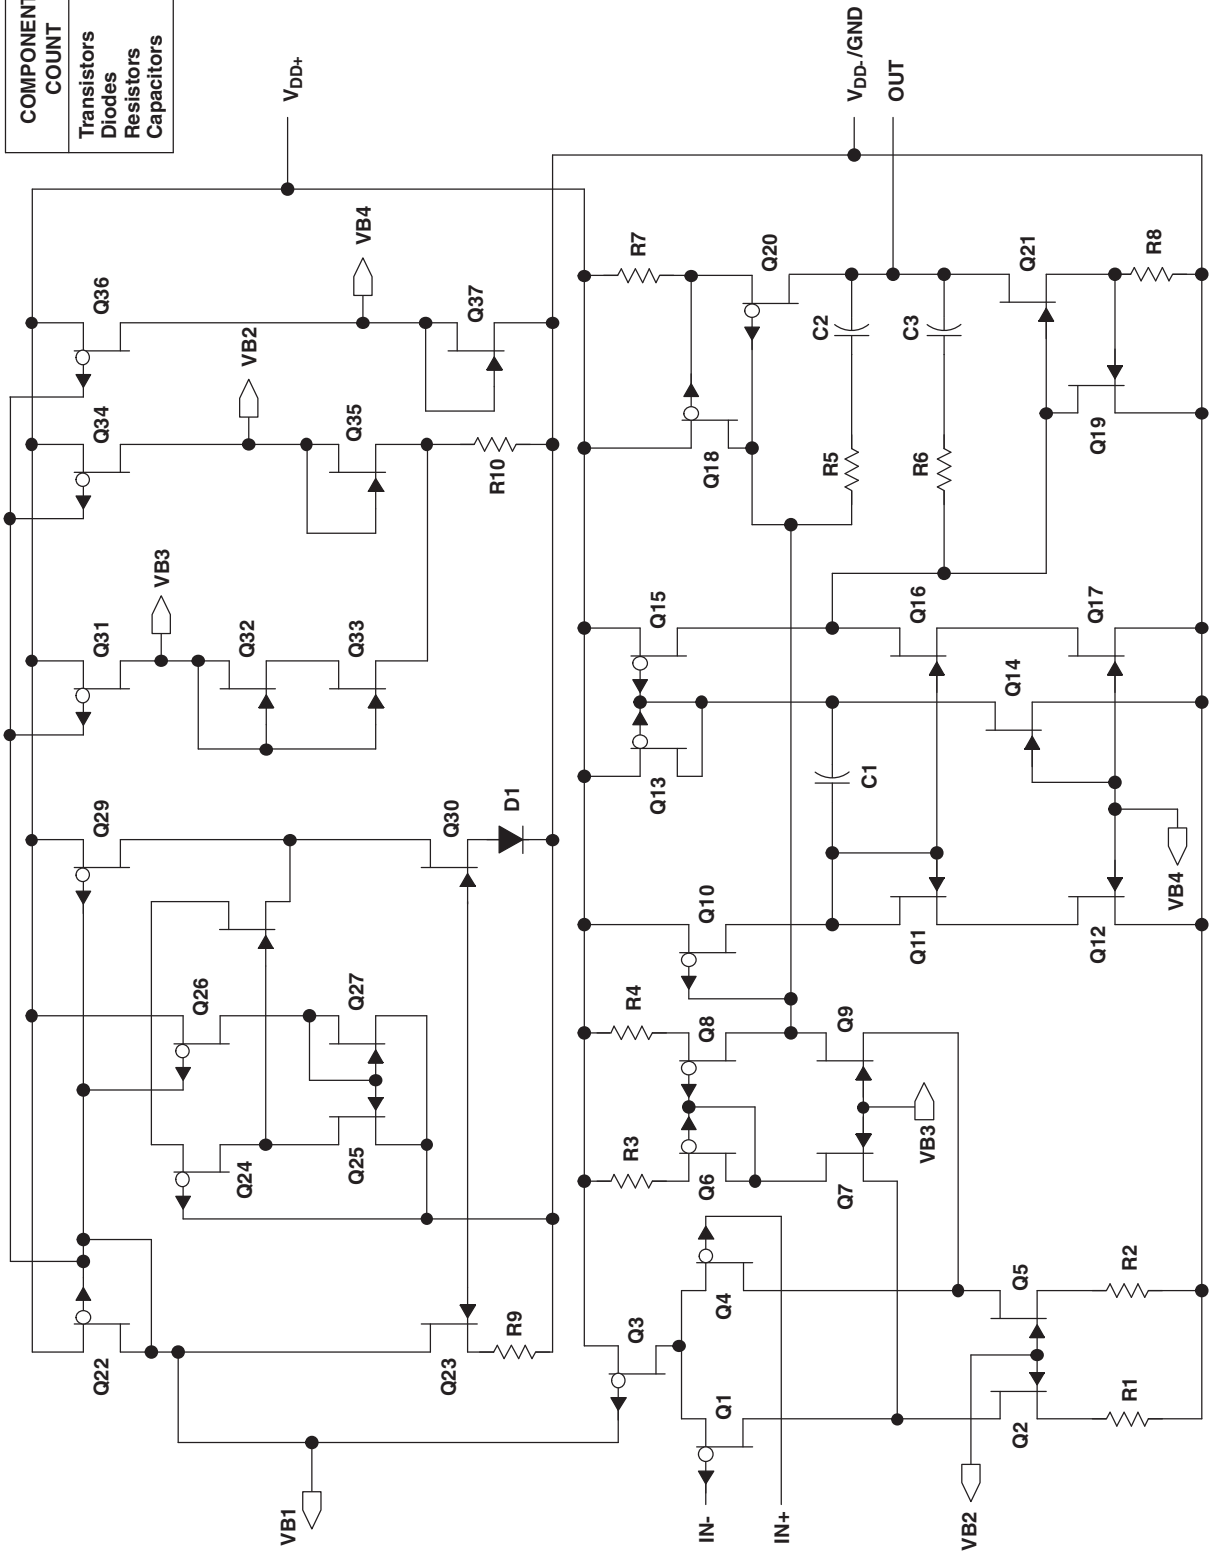 COMPONENT
COUNT
Transistors
Diodes
Resistors
Capacitors
VDD+
Q36
VB4
Q37
Q34
VB2
Q35
R10
Q31
VB3
Q32
Q33
Q29
Q30
D1
Q26
Q27
Q24
Q25
Q22
Q23
R9
VB1
VDD-/GND
OUT
R7
Q20
C2
C3
Q21
R8
Q18
R5
R6
Q19
Q15
Q16
Q17
Q13
C1
Q14
Q10
Q11
Q12
VB4
R4
Q8
Q9
R3
Q6
Q7
VB3
Q3
Q4
Q5
R2
Q1
Q2
R1
IN-
IN+
VB2